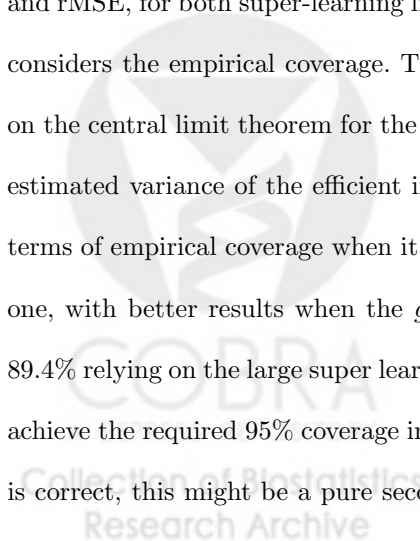 and rMSE, for both super-learning
considers the empirical coverage.
on the central limit theorem for the
estimated variance of the efficient
terms of empirical coverage when it
one, with better results when the
89.4% relying on the large super
achieve the required 95% coverage
is correct, this might be a pure
COBRA
Collection of Biostatistics
Research Archive